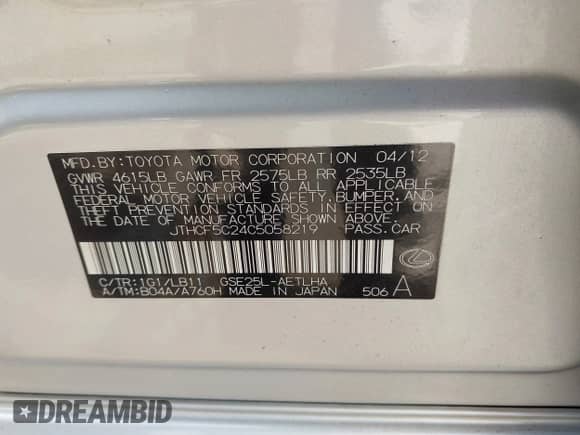 MFD.BY:TOYOTA MOTOR CORPORATION 04/12
GVWR 4615LB GAWR FR 2575LB RR 2535LB
THIS VEHICLE CONFORMS TO ALL APPLICABLE
FEDERAL MOTOR VEHICLE SAFETY,BUMPER,AND
THEFT PREVENTION STANDARDS IN EFFECT ON
THE DATE OF MANUFACTURE SHOWN ABOVE.
JTHCF5C24C5058219 PASS.CAR
C/TR:1G1/LB11 GSE25L-AETLHA
A/TM:B04A/A760H MADE IN JAPAN 506 A
DREAMBID